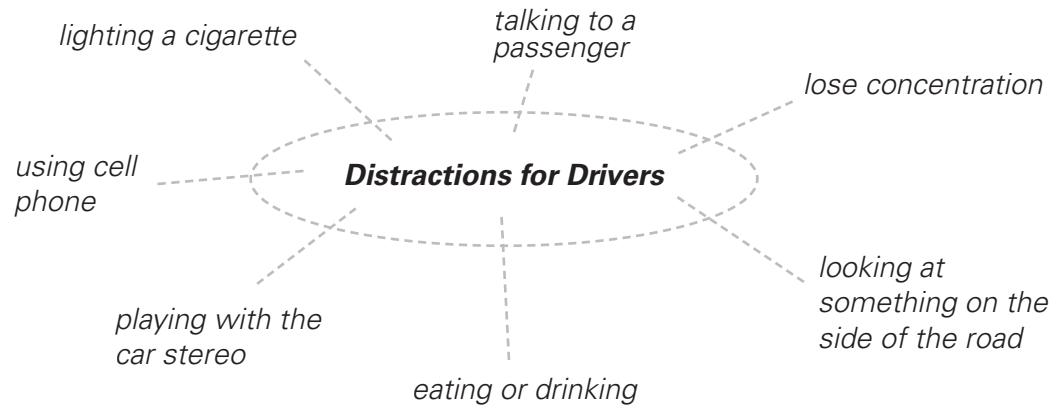 lighting a cigarette
talking to a
passenger
lose concentration
using cell
phone
Distractions for Drivers
looking at
something on the
side of the road
playing with the
car stereo
eating or drinking